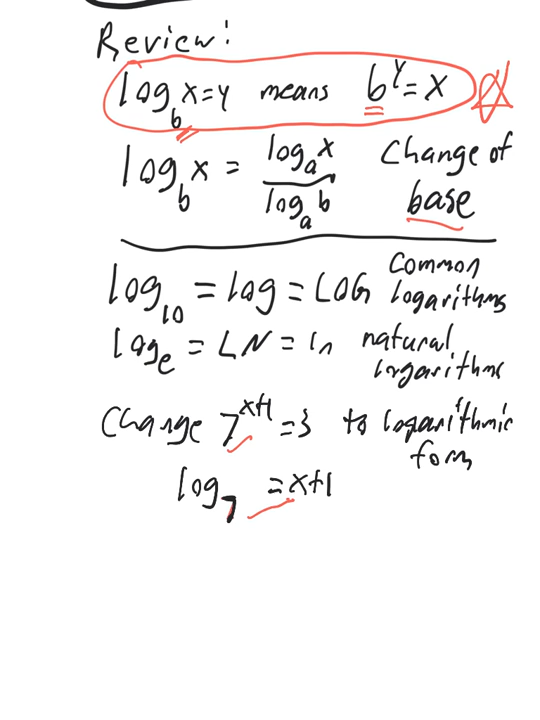 Review:
log_b x = y means b^y = x
log_b x = log_a x / log_a b Change of base
log_10 = log = LOG Common logarithms
log_e = LN = ln natural logarithms
Change 7^(x+1) = 3 to logarithmic form
log_7 = x+1